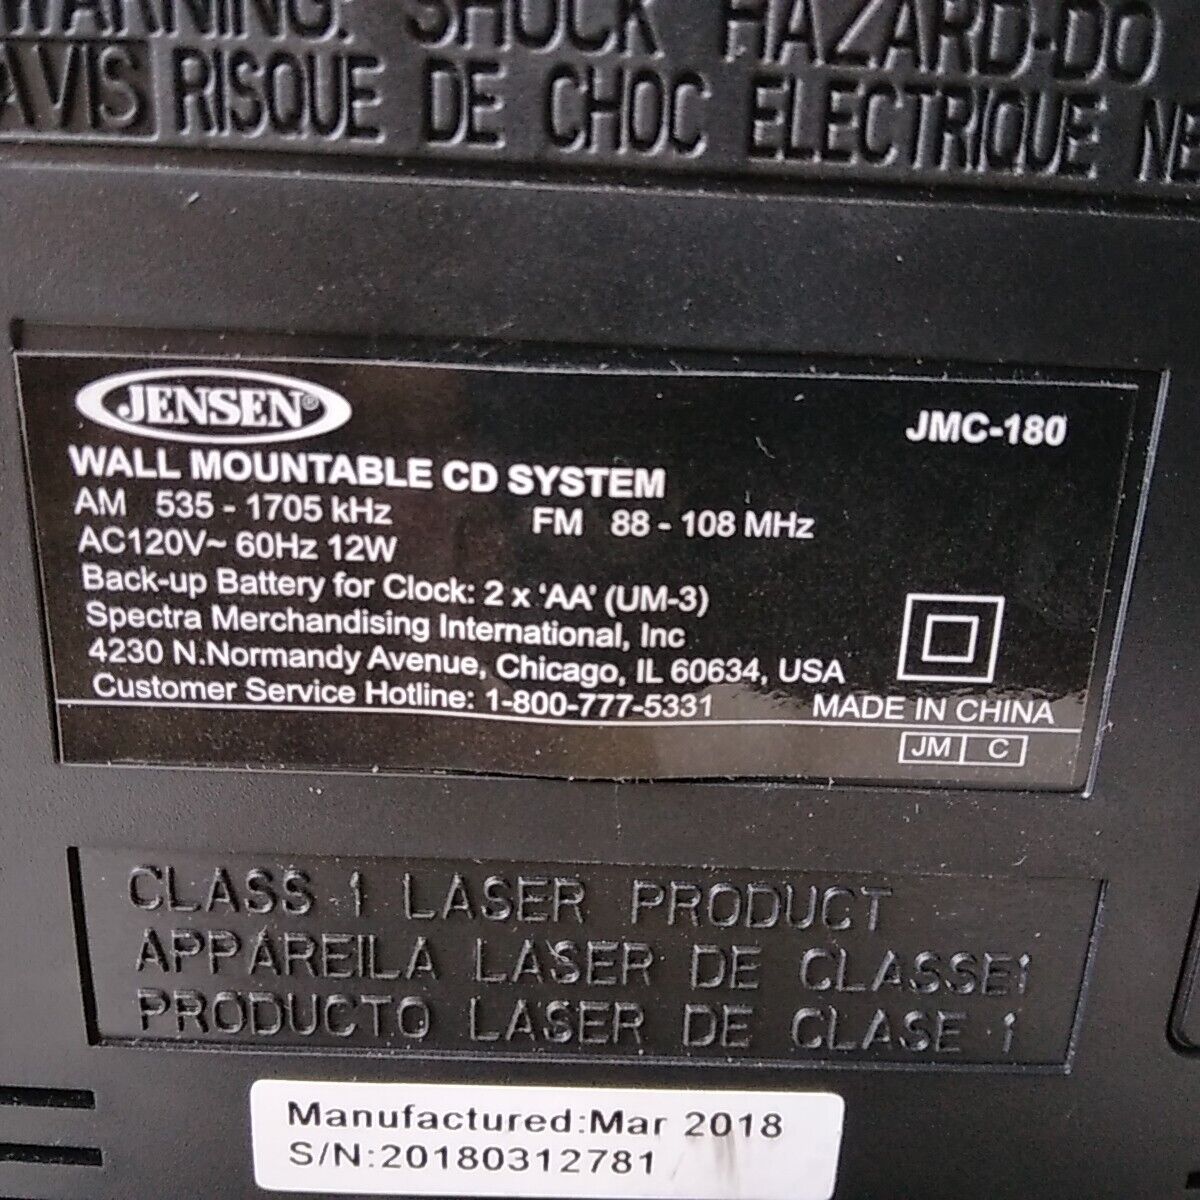 WARNING: SHOCK HAZARD-DO
AVIS RISQUE DE CHOC ELECTRIQUE NE
JENSEN®
JMC-180
WALL MOUNTABLE CD SYSTEM
AM 535 - 1705 kHz FM 88 - 108 MHz
AC120V~ 60Hz 12W
Back-up Battery for Clock: 2 x 'AA' (UM-3)
Spectra Merchandising International, Inc
4230 N.Normandy Avenue, Chicago, IL 60634, USA
Customer Service Hotline: 1-800-777-5331
MADE IN CHINA
JM C
CLASS 1 LASER PRODUCT
APPAREILA LASER DE CLASSE1
PRODUCTO LASER DE CLASE 1
Manufactured:Mar 2018
S/N:20180312781